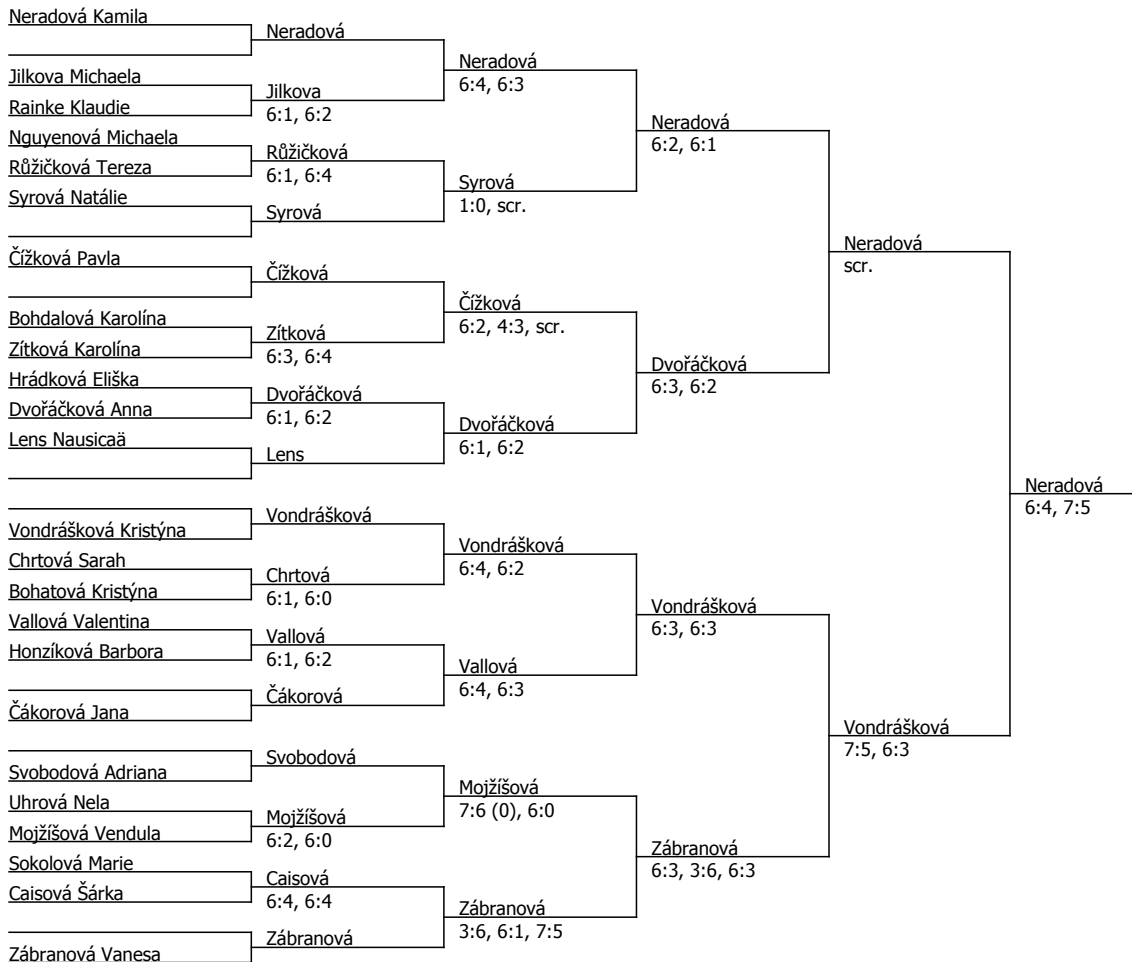 Neradová Kamila
Jilkova Michaela
Rainke Klaudie
Nguyenová Michaela
Růžičková Tereza
Syrová Natálie
Čížková Pavla
Bohdalová Karolína
Zítková Karolína
Hrádková Eliška
Dvořáčková Anna
Lens Nausicaä
Vondrášková Kristýna
Chrtová Sarah
Bohatová Kristýna
Vallová Valentina
Honzíková Barbora
Čákorová Jana
Svobodová Adriana
Uhrová Nela
Mojžíšová Vendula
Sokolová Marie
Caisová Šárka
Zábranová Vanesa
Neradová
Jilkova
6:1, 6:2
Růžičková
6:1, 6:4
Syrová
Čížková
Zítková
6:3, 6:4
Dvořáčková
6:1, 6:2
Lens
Vondrášková
Chrtová
6:1, 6:0
Vallová
6:1, 6:2
Čákorová
Svobodová
Mojžíšová
6:2, 6:0
Caisová
6:4, 6:4
Zábranová
Neradová
6:4, 6:3
Syrová
1:0, scr.
Čížková
6:2, 4:3, scr.
Dvořáčková
6:1, 6:2
Vondrášková
6:4, 6:2
Vallová
6:4, 6:3
Mojžíšová
7:6 (0), 6:0
Zábranová
3:6, 6:1, 7:5
Neradová
6:2, 6:1
Dvořáčková
6:3, 6:2
Vondrášková
6:3, 6:3
Zábranová
6:3, 3:6, 6:3
Neradová
scr.
Vondrášková
7:5, 6:3
Neradová
6:4, 7:5